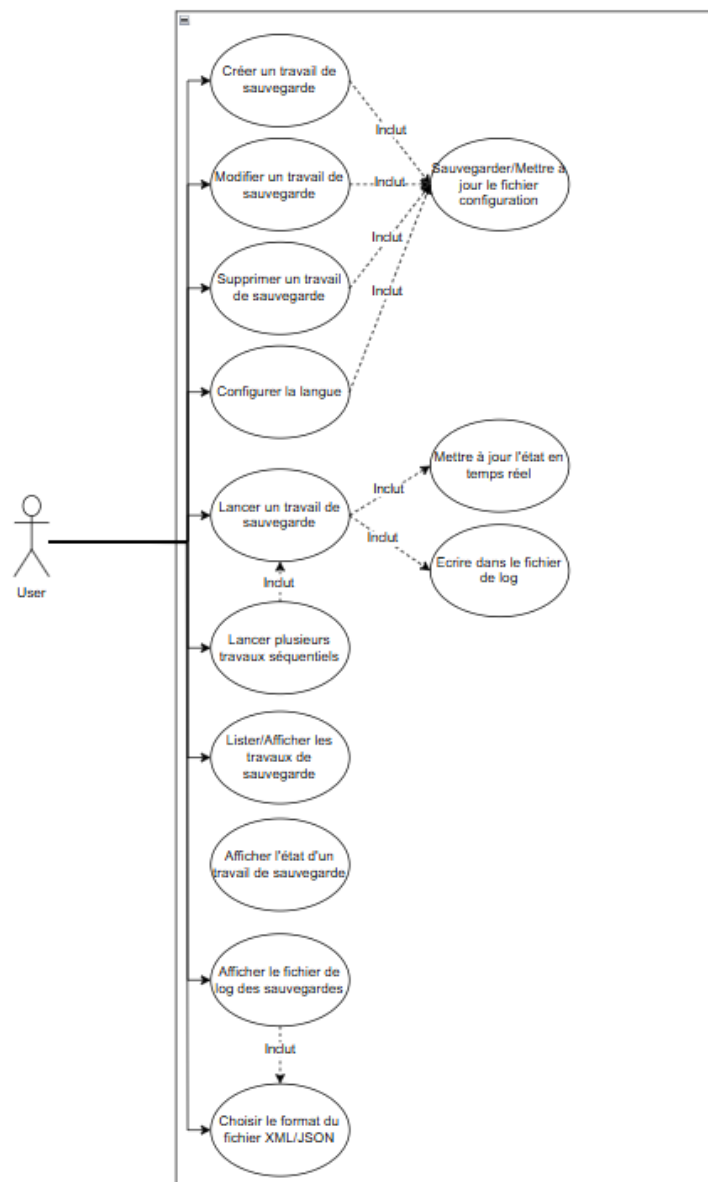 Créer un travail de
sauvegarde
Inclut
Modifier un travail de
sauvegarde
Inclut
Sauvegarder/Mettre à
jour le fichier
configuration
Inclut
Supprimer un travail
de sauvegarde
Inclut
Configurer la langue
Mettre à jour l'état en
temps réel
Inclut
Lancer un travail de
sauvegarde
Inclut
Ecrire dans le fichier
de log
User
Inclut
Lancer plusieurs
travaux séquentiels
Lister/Afficher les
travaux de
sauvegarde
Afficher l'état d'un
travail de sauvegarde
Afficher le fichier de
log des sauvegardes
Inclut
Choisir le format du
fichier XML/JSON